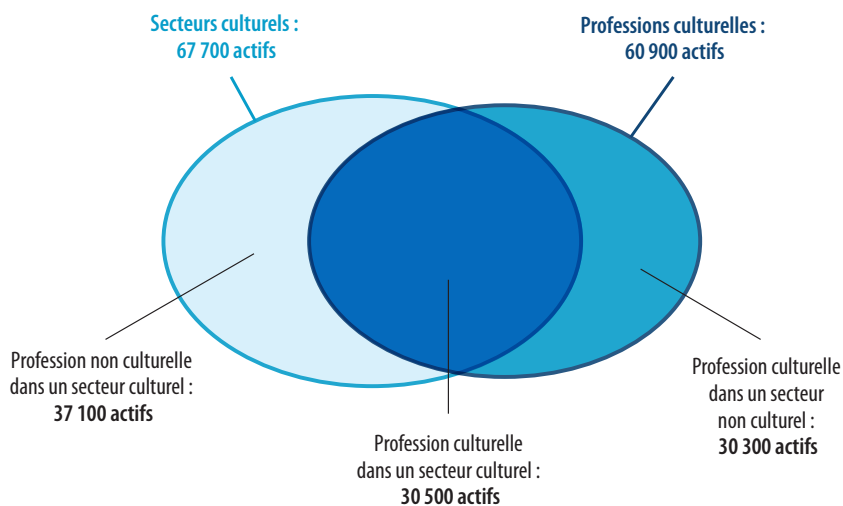 Secteurs culturels :
67 700 actifs
Professions culturelles :
60 900 actifs
Profession non culturelle
dans un secteur culturel :
37 100 actifs
Profession culturelle
dans un secteur culturel :
30 500 actifs
Profession culturelle
dans un secteur
non culturel :
30 300 actifs